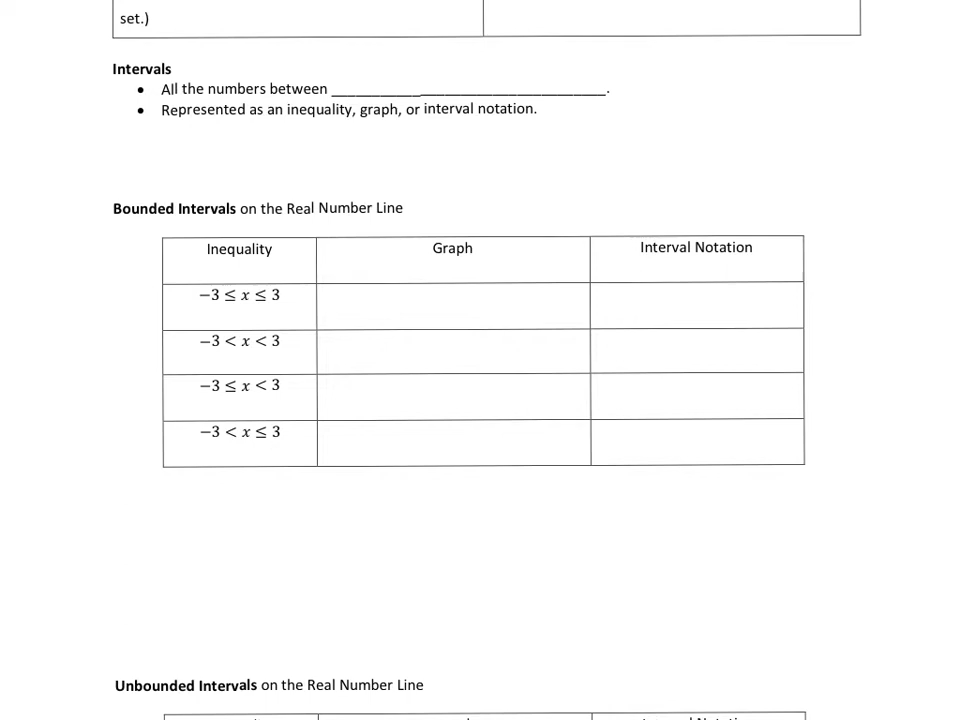 set.)
Intervals
• All the numbers between ______________________________.
• Represented as an inequality, graph, or interval notation.
Bounded Intervals on the Real Number Line
Inequality Graph Interval Notation
−3 ≤ x ≤ 3
−3 < x < 3
−3 ≤ x < 3
−3 < x ≤ 3
Unbounded Intervals on the Real Number Line